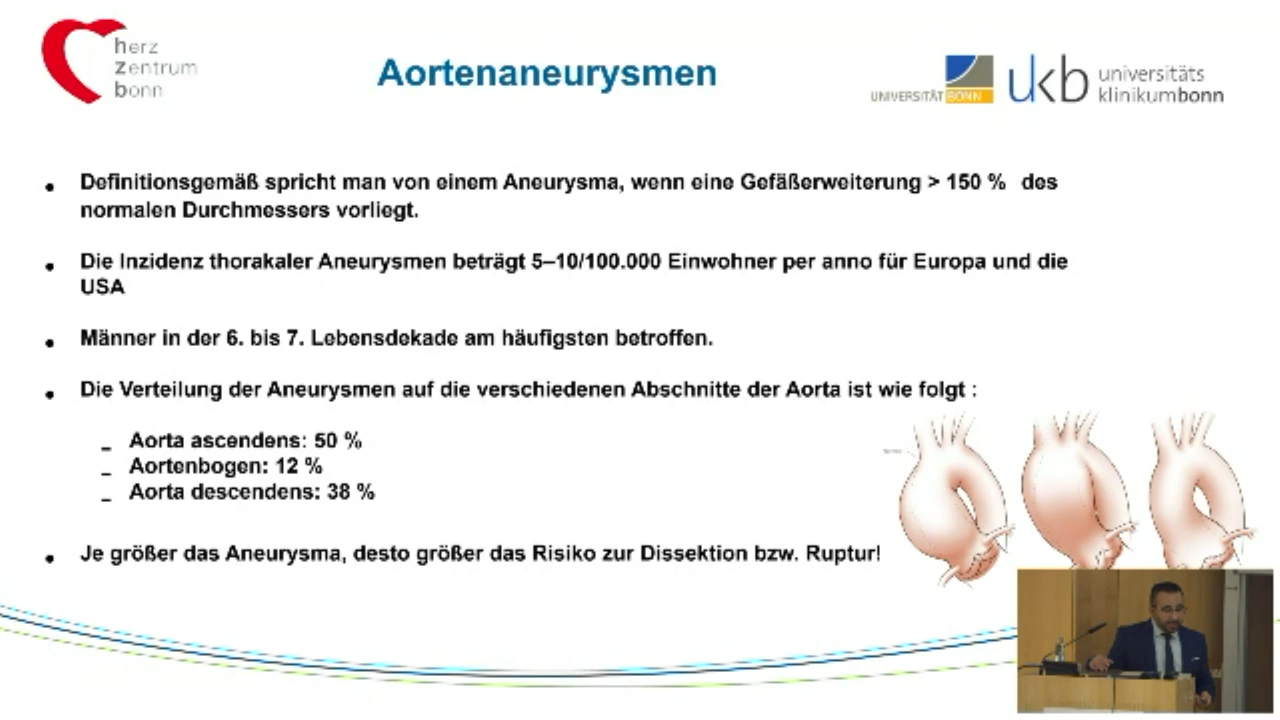 herz
zentrum
bonn
Aortenaneurysmen
UNIVERSITÄT BONN
ukb universitäts
klinikumbonn
• Definitionsgemäß spricht man von einem Aneurysma, wenn eine Gefäßerweiterung > 150 % des
normalen Durchmessers vorliegt.
• Die Inzidenz thorakaler Aneurysmen beträgt 5–10/100.000 Einwohner per anno für Europa und die
USA
• Männer in der 6. bis 7. Lebensdekade am häufigsten betroffen.
• Die Verteilung der Aneurysmen auf die verschiedenen Abschnitte der Aorta ist wie folgt :
– Aorta ascendens: 50 %
– Aortenbogen: 12 %
– Aorta descendens: 38 %
• Je größer das Aneurysma, desto größer das Risiko zur Dissektion bzw. Ruptur!